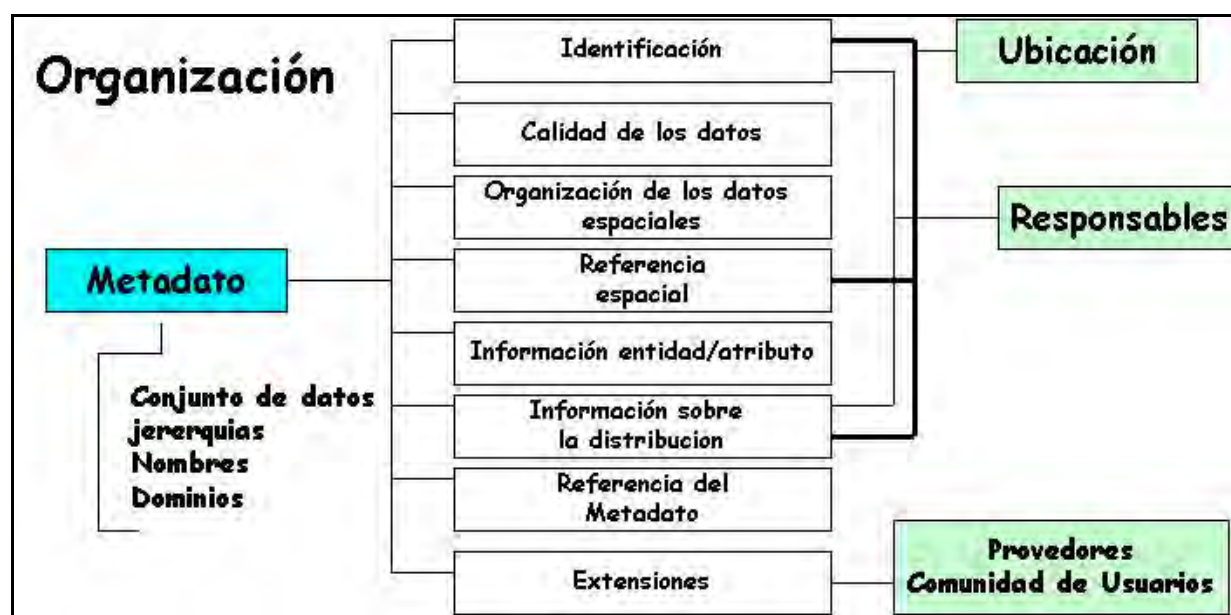 Organización
Metadato
Conjunto de datos
jererquias
Nombres
Dominios
Identificación
Calidad de los datos
Organización de los datos
espaciales
Referencia
espacial
Información entidad/atributo
Información sobre
la distribucion
Referencia del
Metadato
Extensiones
Ubicación
Responsables
Provedores
Comunidad de Usuarios